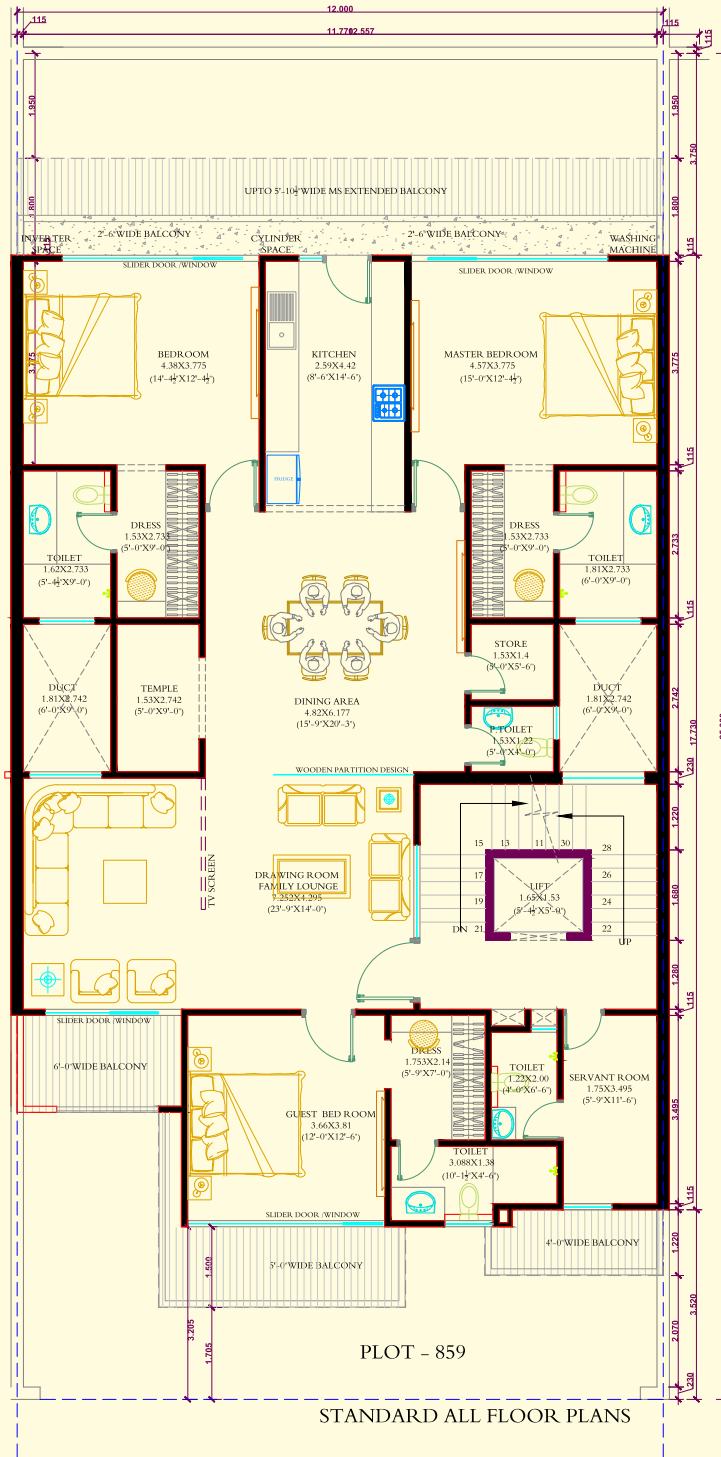 12.000
.115
11.770
2.557
.115
.115
1.950
1.950
3.750
UPTO 5'-10½"WIDE MS EXTENDED BALCONY
1.800
1.800
INVERTER
SPACE
2'-6"WIDE BALCONY
CYLINDER
SPACE
2'-6"WIDE BALCONY
WASHING
MACHINE
.115
SLIDER DOOR /WINDOW
SLIDER DOOR /WINDOW
3.775
BEDROOM
4.38X3.775
(14'-4½"X12'-4½")
KITCHEN
2.59X4.42
(8'-6"X14'-6")
MASTER BEDROOM
4.57X3.775
(15'-0"X12'-4½")
3.775
FRIDGE
.115
TOILET
1.62X2.733
(5'-4½"X9'-0")
DRESS
1.53X2.733
(5'-0"X9'-0")
DRESS
1.53X2.733
(5'-0"X9'-0")
TOILET
1.81X2.733
(6'-0"X9'-0")
2.733
.115
DUCT
1.81X2.742
(6'-0"X9'-0")
TEMPLE
1.53X2.742
(5'-0"X9'-0")
DINING AREA
4.82X6.177
(15'-9"X20'-3")
STORE
1.53X1.4
(5'-0"X5'-6")
P.TOILET
1.53X1.22
(5'-0"X4'-0")
DUCT
1.81X2.742
(6'-0"X9'-0")
2.742
17.730
.230
WOODEN PARTITION DESIGN
1.220
TV SCREEN
DRAWING ROOM
FAMILY LOUNGE
7.252X4.295
(23'-9"X14'-0")
15
13
11
30
28
17
26
19
24
21
22
LIFT
1.65X1.53
(5'-4½"X5'-0")
DN
UP
1.680
1.280
.115
SLIDER DOOR /WINDOW
6'-0"WIDE BALCONY
DRESS
1.753X2.14
(5'-9"X7'-0")
TOILET
1.22X2.00
(4'-0"X6'-6")
SERVANT ROOM
1.75X3.495
(5'-9"X11'-6")
GUEST BED ROOM
3.66X3.81
(12'-0"X12'-6")
3.495
TOILET
3.088X1.38
(10'-1½"X4'-6")
.115
SLIDER DOOR /WINDOW
5'-0"WIDE BALCONY
4'-0"WIDE BALCONY
1.220
1.500
3.205
1.705
3.520
2.070
PLOT - 859
.230
STANDARD ALL FLOOR PLANS